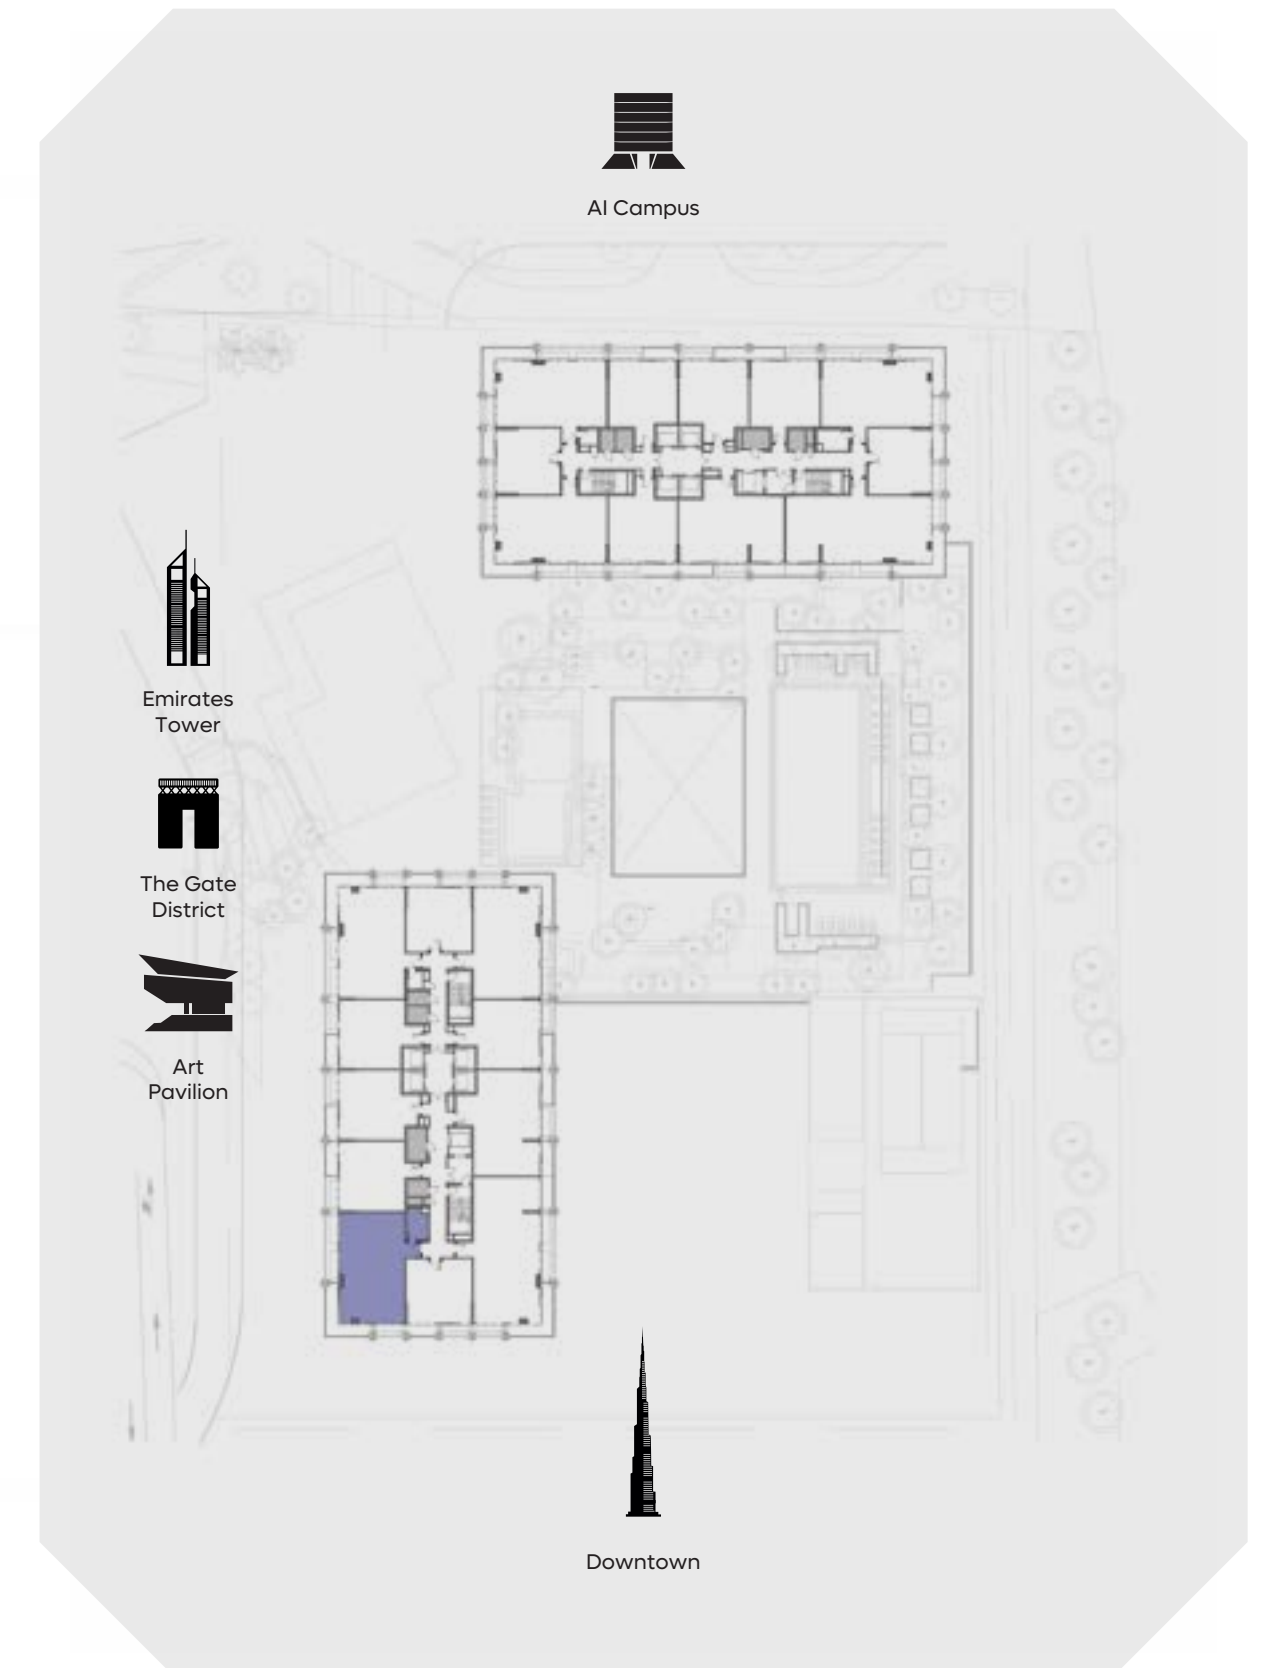 AI Campus
Emirates
Tower
The Gate
District
Art
Pavilion
Downtown